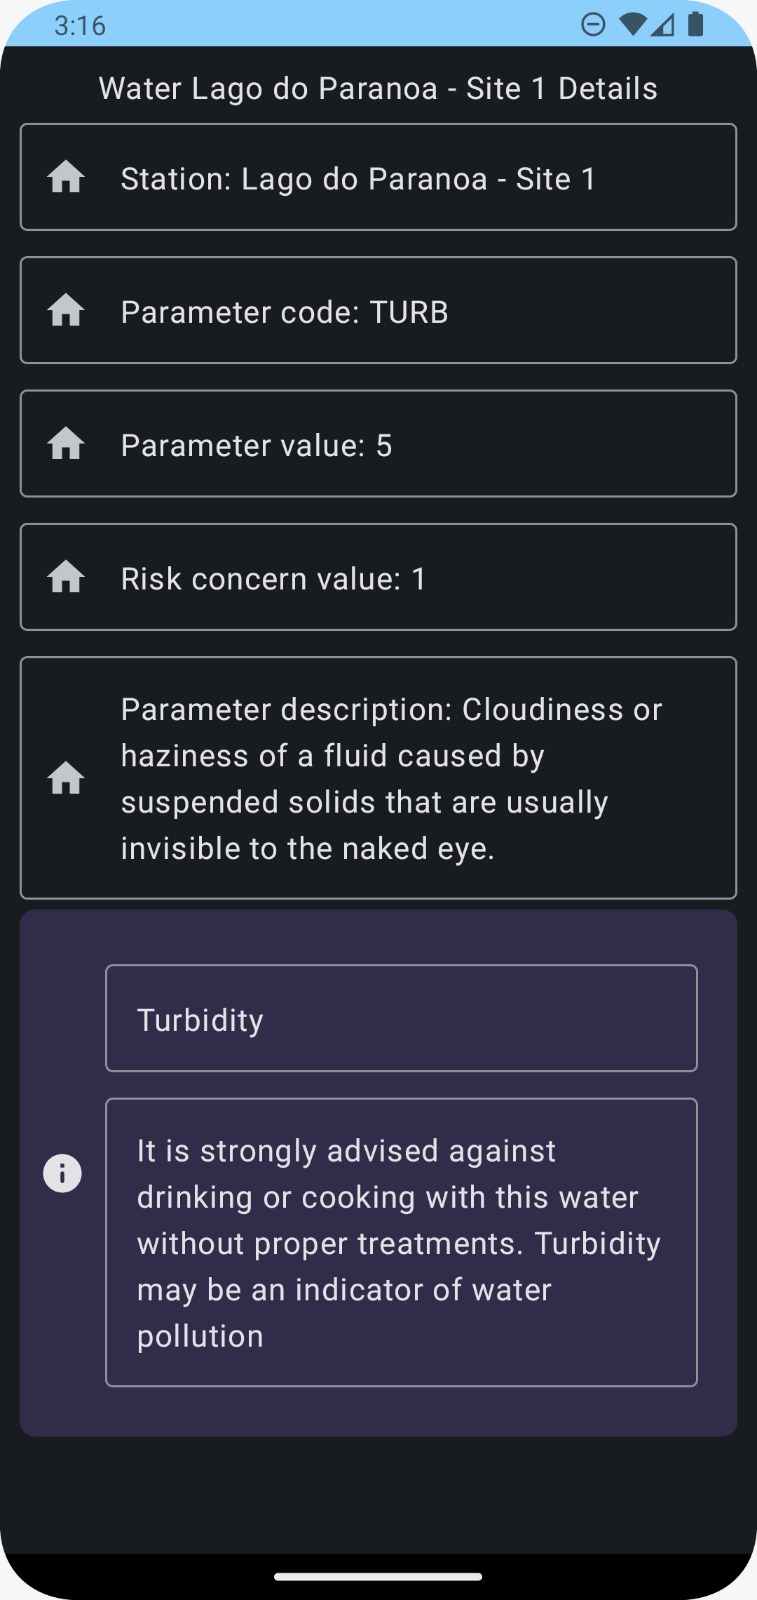 3:16
Water Lago do Paranoa - Site 1 Details
Station: Lago do Paranoa - Site 1
Parameter code: TURB
Parameter value: 5
Risk concern value: 1
Parameter description: Cloudiness or
haziness of a fluid caused by
suspended solids that are usually
invisible to the naked eye.
Turbidity
It is strongly advised against
drinking or cooking with this water
without proper treatments. Turbidity
may be an indicator of water
pollution